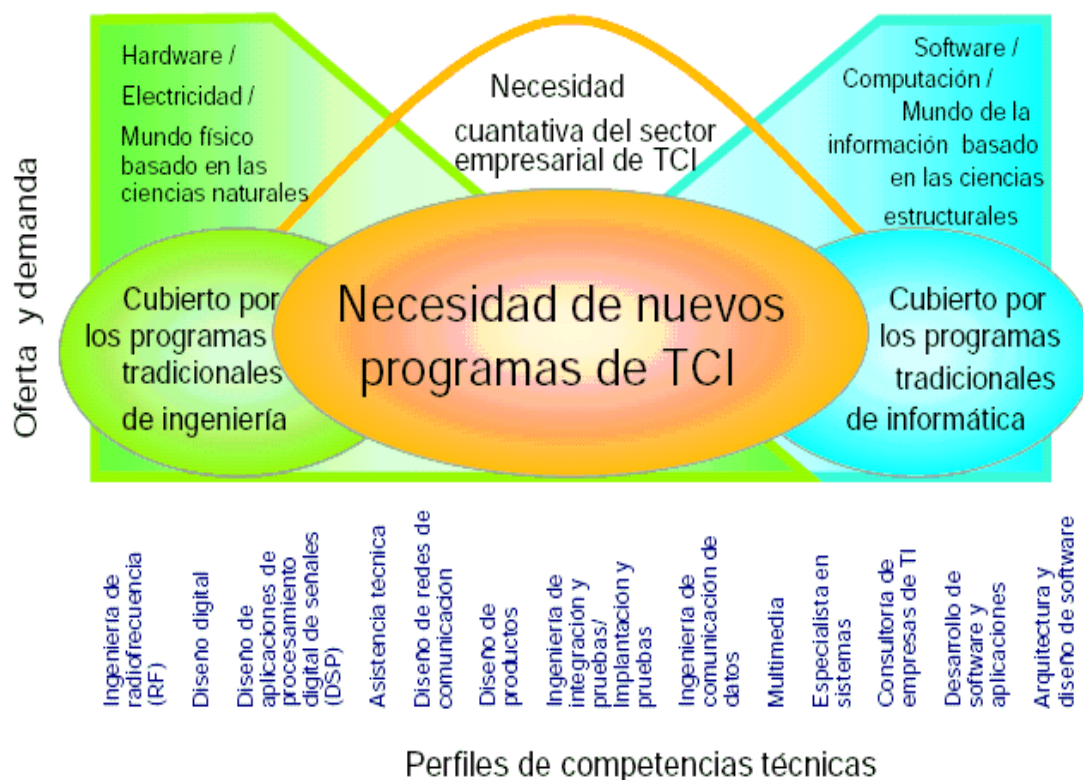 Hardware /
Electricidad /
Mundo físico
basado en las
ciencias naturales
Necesidad
cuantativa del sector
empresarial de TCI
Software /
Computación /
Mundo de la
información basado
en las ciencias
estructurales
Oferta y demanda
Cubierto por
los programas
tradicionales
de ingeniería
Necesidad de nuevos
programas de TCI
Cubierto por
los programas
tradicionales
de informática
Ingeniería de
radiofrecuencia
(RF)
Diseño digital
Diseño de
aplicaciones de
procesamiento
digital de señales
(DSP)
Asistencia técnica
Diseño de redes de
comunicación
Diseño de
productos
Ingeniería de
integración y
pruebas/
Implantación y
pruebas
Ingeniería de
comunicación de
datos
Multimedia
Especialista en
sistemas
Consultoría de
empresas de TI
Desarrollo de
software y
aplicaciones
Arquitectura y
diseño de software
Perfiles de competencias técnicas